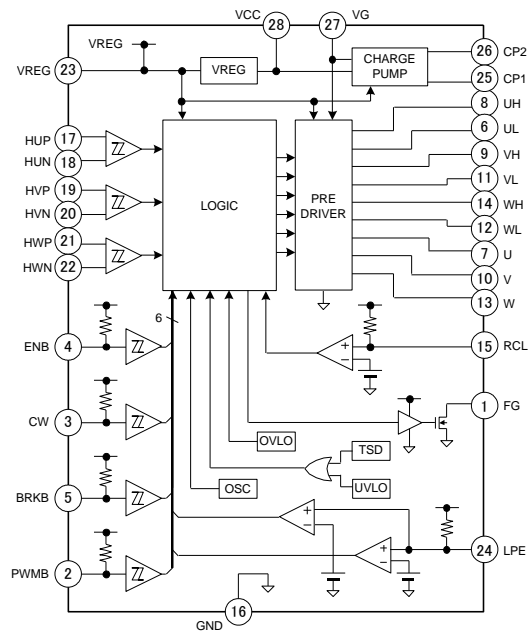 VCC VG
28 27
VREG
VREG 23
VREG
CHARGE
PUMP
26 CP2
25 CP1
8 UH
6 UL
9 VH
11 VL
14 WH
12 WL
7 U
10 V
13 W
HUP 17
HUN 18
HVP 19
HVN 20
HWP 21
HWN 22
LOGIC
PRE
DRIVER
6
ENB 4
+
−
15 RCL
CW 3
1 FG
OVLO
TSD
UVLO
OSC
BRKB 5
+
−
+
−
24 LPE
PWMB 2
16
GND